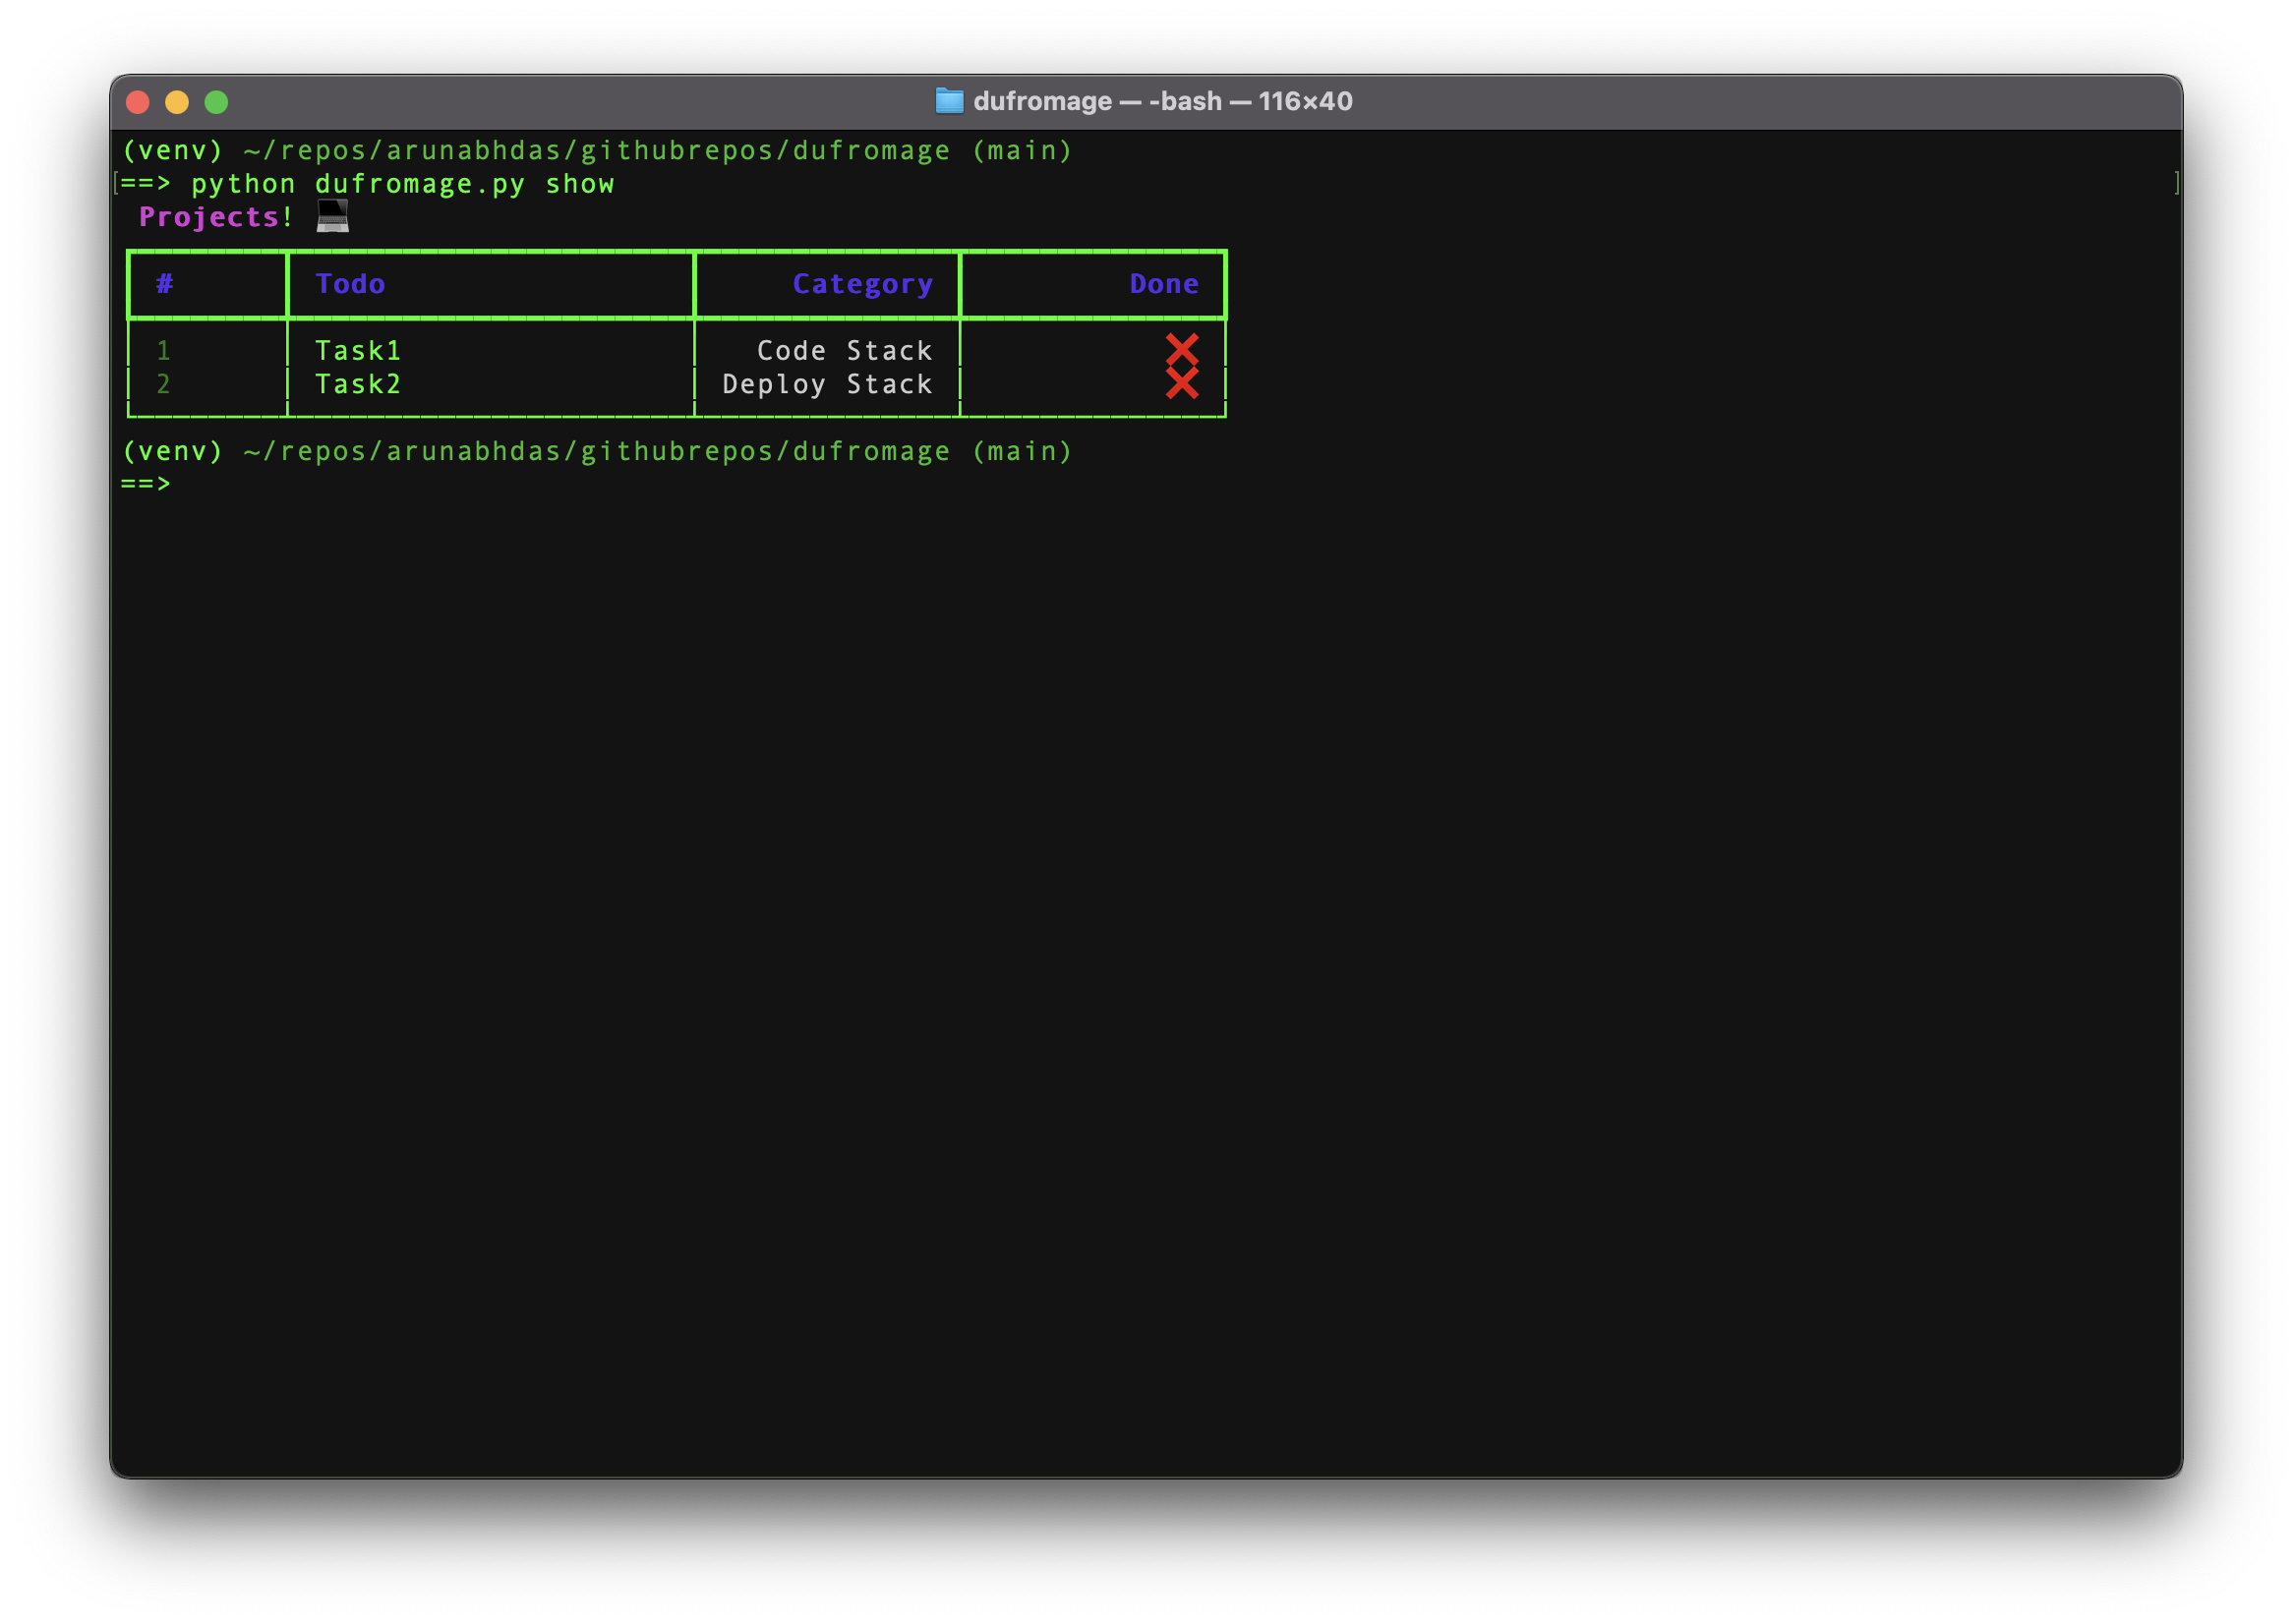 dufromage — -bash — 116×40
(venv) ~/repos/arunabhdas/githubrepos/dufromage (main)
[==> python dufromage.py show ]
Projects! 💻
# Todo Category Done
1 Task1 Code Stack ❌
2 Task2 Deploy Stack ❌
(venv) ~/repos/arunabhdas/githubrepos/dufromage (main)
==>